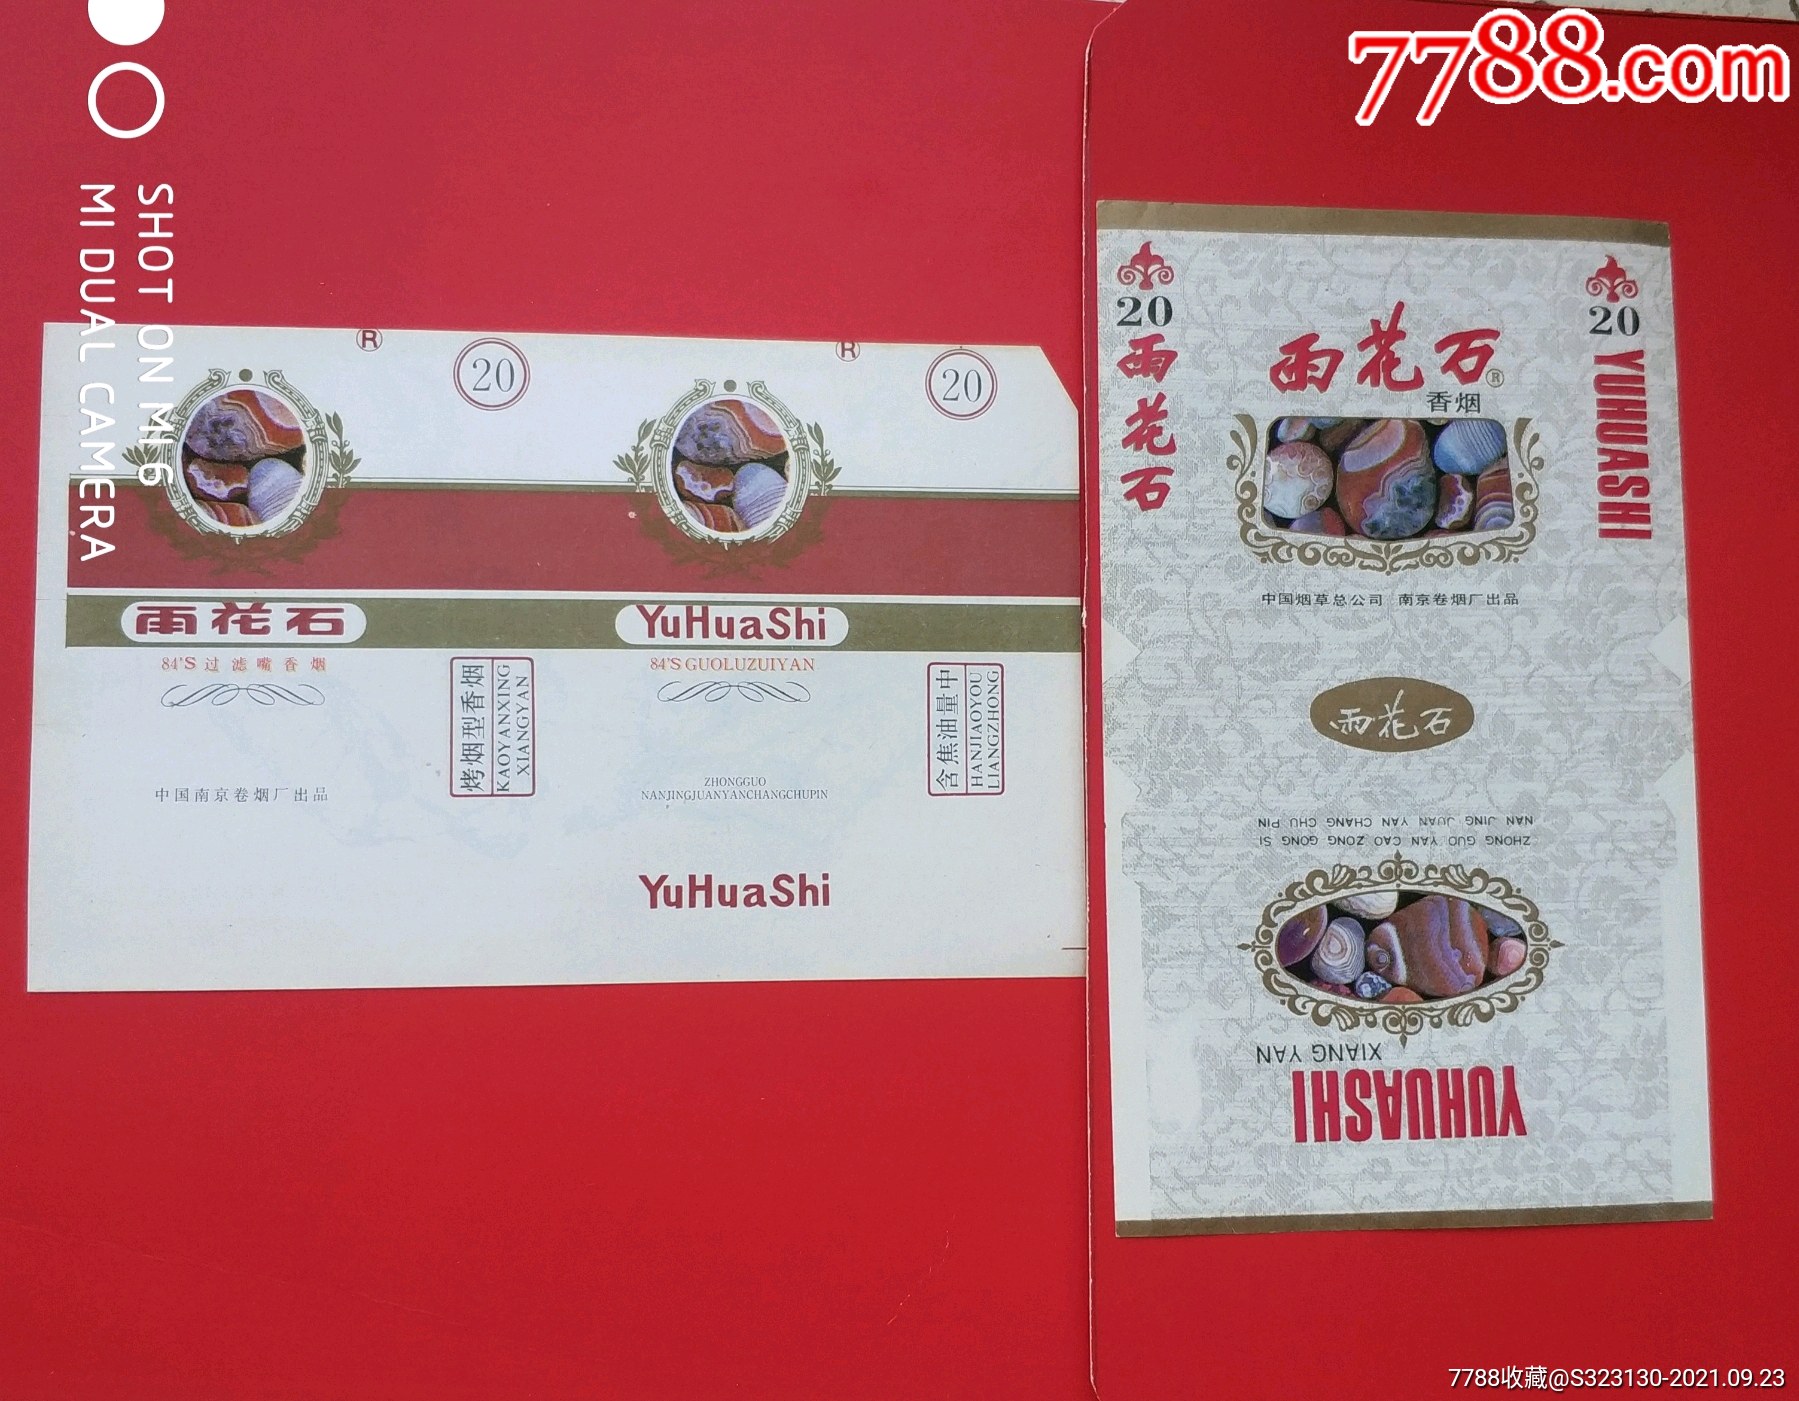 7788.com
SHOT ON MI 6
MI DUAL CAMERA
R
20
R
20
雨花石
YuHuaShi
84'S 过滤嘴香烟
84'S GUOLUZUIYAN
烤烟型香烟
KAOYANXING
XIANGYAN
含焦油量中
HANJIAOYOU
LIANGZHONG
中国南京卷烟厂出品
ZHONGGUO
NANJINGJUANYANCHANGCHUPIN
YuHuaShi
20
雨花石
20
YUHUASHI
雨花石
R
香烟
中国烟草总公司 南京卷烟厂出品
雨花石
ZHONG GUO YAN CAO ZONG GONG SI
NAN JING JUAN YAN CHANG CHU PIN
YUHUASHI
XIANG YAN
7788收藏@S323130-2021.09.23